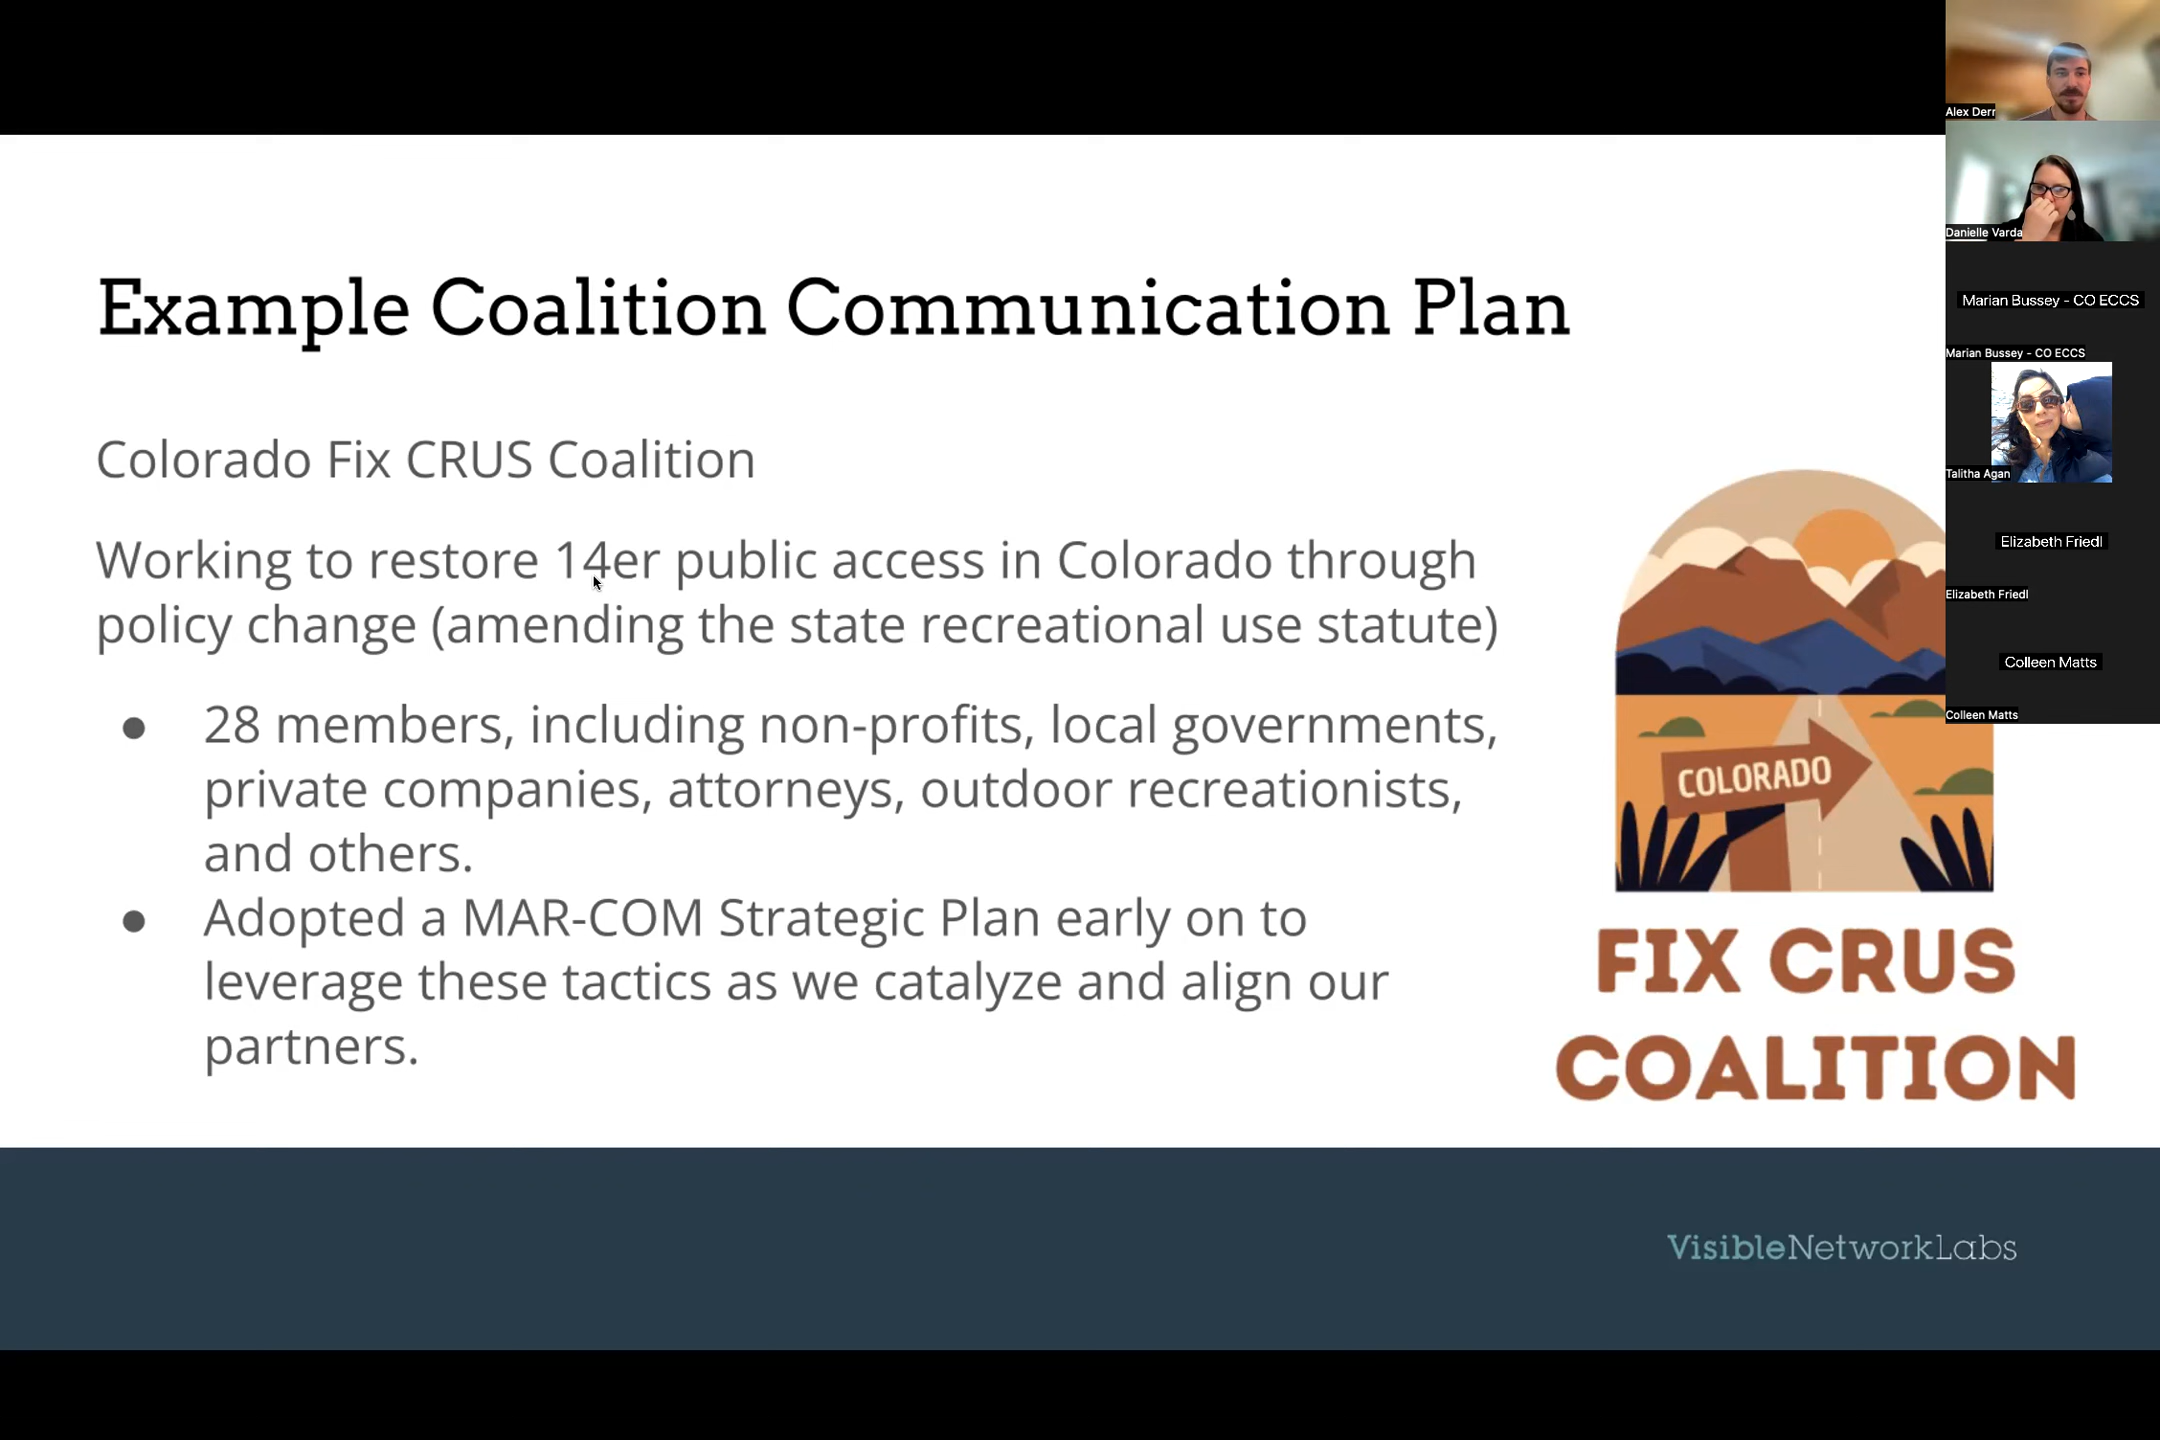 Example Coalition Communication Plan
Colorado Fix CRUS Coalition
Working to restore 14er public access in Colorado through
policy change (amending the state recreational use statute)
● 28 members, including non-profits, local governments,
private companies, attorneys, outdoor recreationists,
and others.
● Adopted a MAR-COM Strategic Plan early on to
leverage these tactics as we catalyze and align our
partners.
COLORADO
FIX CRUS
COALITION
VisibleNetworkLabs
Alex Derr
Danielle Varda
Marian Bussey - CO ECCS
Marian Bussey - CO ECCS
Talitha Agan
Elizabeth Friedl
Elizabeth Friedl
Colleen Matts
Colleen Matts